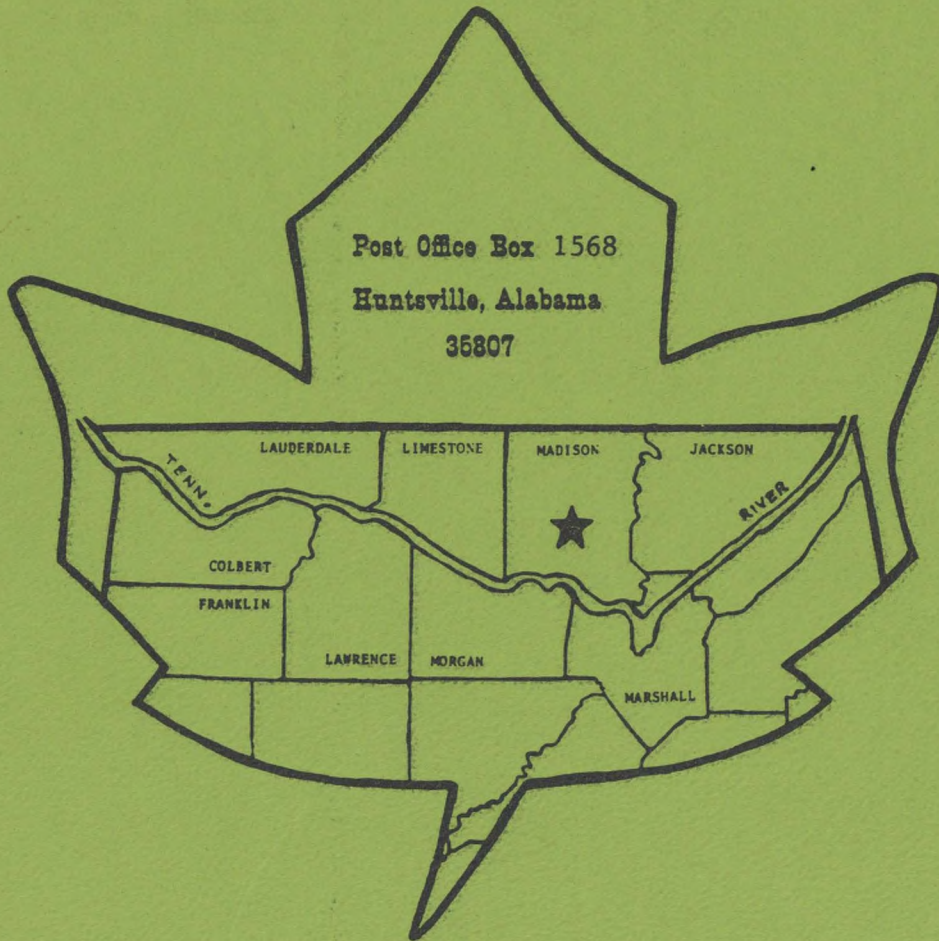 Post Office Box 1568
Huntsville, Alabama
35807
LAUDERDALE
LIMESTONE
MADISON
JACKSON
TENN.
RIVER
COLBERT
FRANKLIN
LAWRENCE
MORGAN
MARSHALL